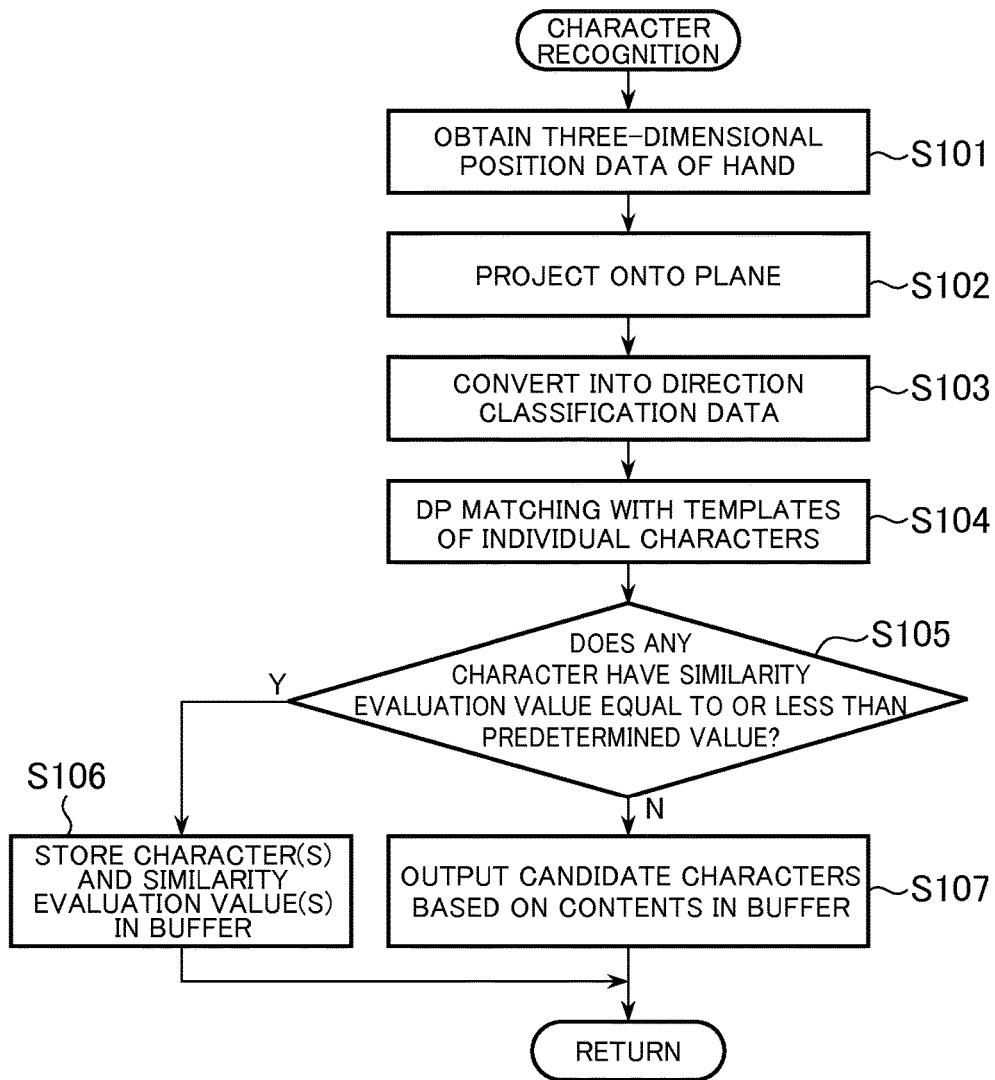 CHARACTER
RECOGNITION
OBTAIN THREE-DIMENSIONAL
POSITION DATA OF HAND
S101
PROJECT ONTO PLANE
S102
CONVERT INTO DIRECTION
CLASSIFICATION DATA
S103
DP MATCHING WITH TEMPLATES
OF INDIVIDUAL CHARACTERS
S104
DOES ANY
CHARACTER HAVE SIMILARITY
EVALUATION VALUE EQUAL TO OR LESS THAN
PREDETERMINED VALUE?
S105
Y
N
S106
STORE CHARACTER(S)
AND SIMILARITY
EVALUATION VALUE(S)
IN BUFFER
OUTPUT CANDIDATE CHARACTERS
BASED ON CONTENTS IN BUFFER
S107
RETURN